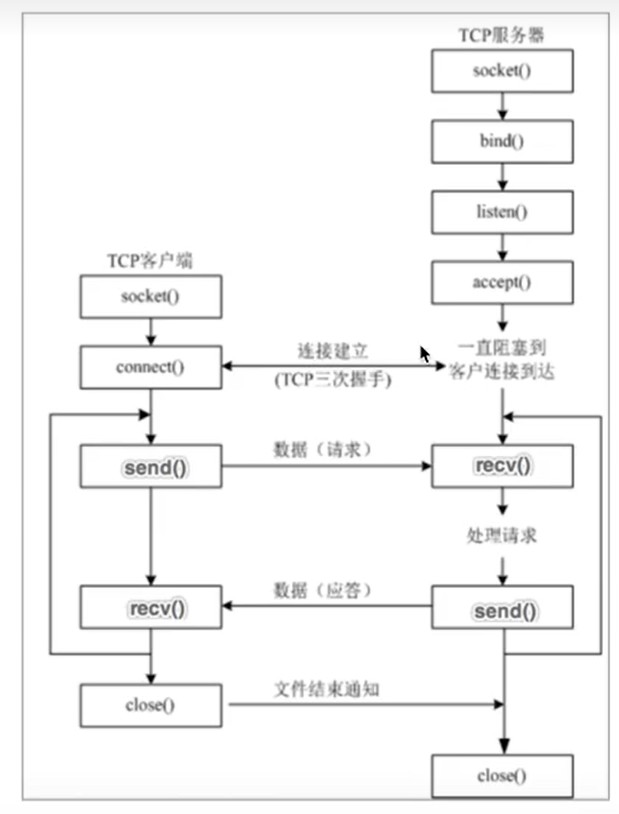 TCP服务器
socket()
bind()
listen()
accept()
一直阻塞到
客户连接到达
TCP客户端
socket()
connect()
连接建立
(TCP三次握手)
send()
数据（请求）
recv()
处理请求
recv()
数据（应答）
send()
close()
文件结束通知
close()